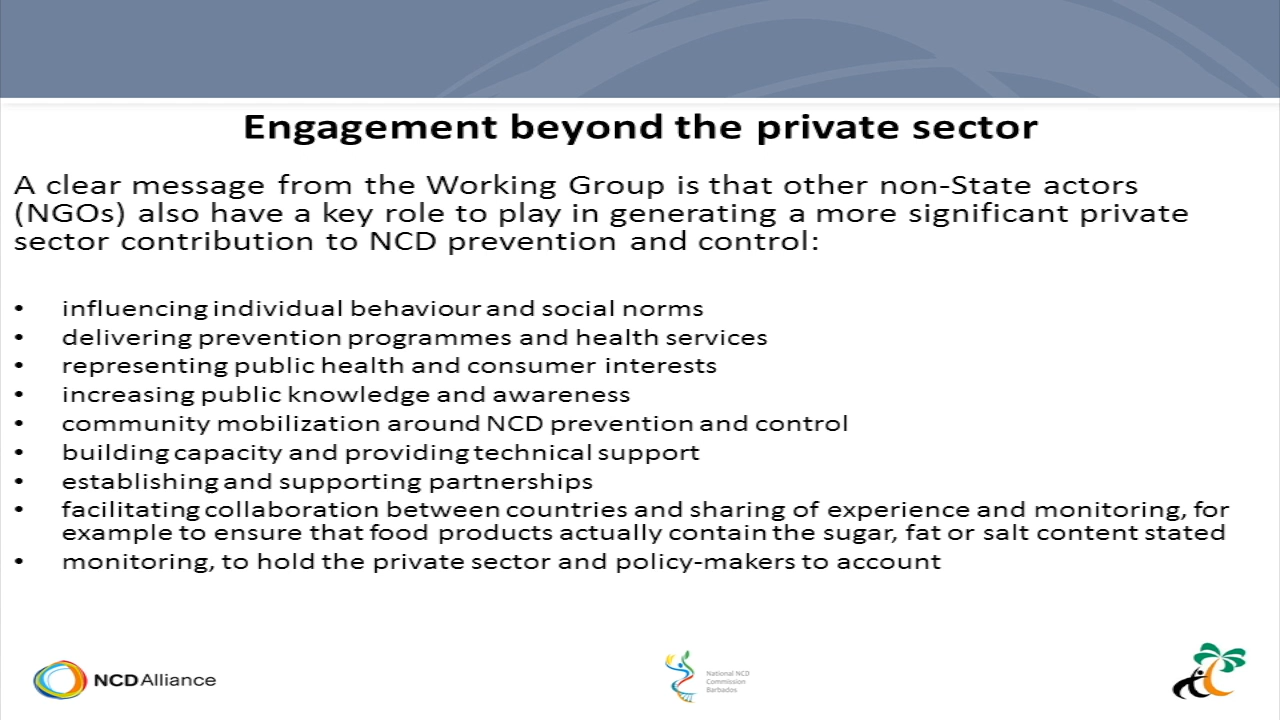 Engagement beyond the private sector
A clear message from the Working Group is that other non-State actors
(NGOs) also have a key role to play in generating a more significant private
sector contribution to NCD prevention and control:
• influencing individual behaviour and social norms
• delivering prevention programmes and health services
• representing public health and consumer interests
• increasing public knowledge and awareness
• community mobilization around NCD prevention and control
• building capacity and providing technical support
• establishing and supporting partnerships
• facilitating collaboration between countries and sharing of experience and monitoring, for
example to ensure that food products actually contain the sugar, fat or salt content stated
• monitoring, to hold the private sector and policy-makers to account
NCD Alliance
National NCD
Commission
Barbados